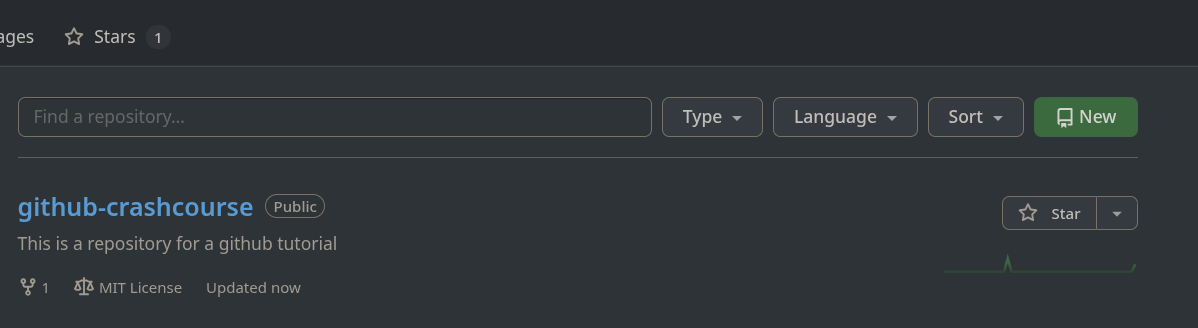 ages Stars 1
Find a repository... Type Language Sort New
github-crashcourse Public Star
This is a repository for a github tutorial
1 MIT License Updated now